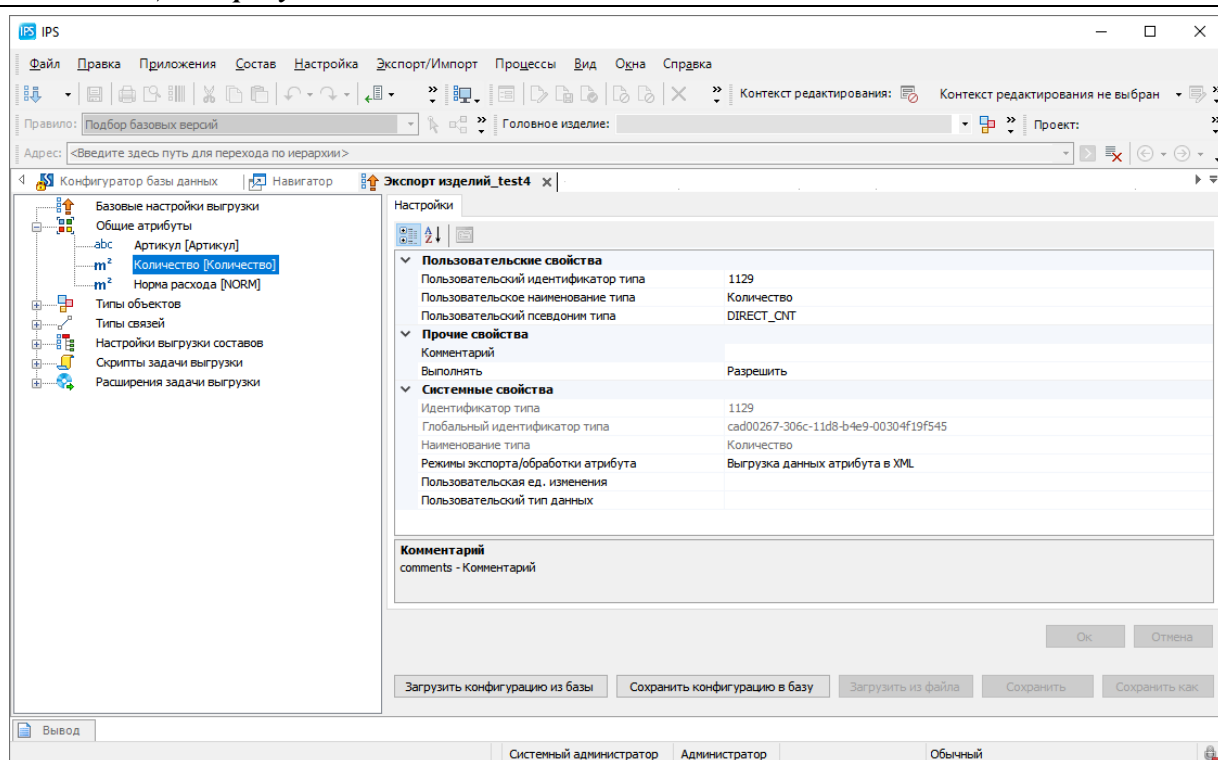 IPS
Файл Правка Приложения Состав Настройка Экспорт/Импорт Процессы Вид Окна Справка
Контекст редактирования: Контекст редактирования не выбран
Правило: Подбор базовых версий Головное изделие: Проект:
Адрес: <Введите здесь путь для перехода по иерархии>
Конфигуратор базы данных Навигатор Экспорт изделий_test4
Базовые настройки выгрузки
Общие атрибуты
abc Артикул [Артикул]
m² Количество [Количество]
m² Норма расхода [NORM]
Типы объектов
Типы связей
Настройки выгрузки составов
Скрипты задачи выгрузки
Расширения задачи выгрузки
Настройки
Пользовательские свойства
Пользовательский идентификатор типа 1129
Пользовательское наименование типа Количество
Пользовательский псевдоним типа DIRECT_CNT
Прочие свойства
Комментарий
Выполнять Разрешить
Системные свойства
Идентификатор типа 1129
Глобальный идентификатор типа cad00267-306c-11d8-b4e9-00304f19f545
Наименование типа Количество
Режимы экспорта/обработки атрибута Выгрузка данных атрибута в XML
Пользовательская ед. изменения
Пользовательский тип данных
Комментарий
comments - Комментарий
Ок Отмена
Загрузить конфигурацию из базы Сохранить конфигурацию в базу Загрузить из файла Сохранить Сохранить как
Вывод
Системный администратор Администратор Обычный